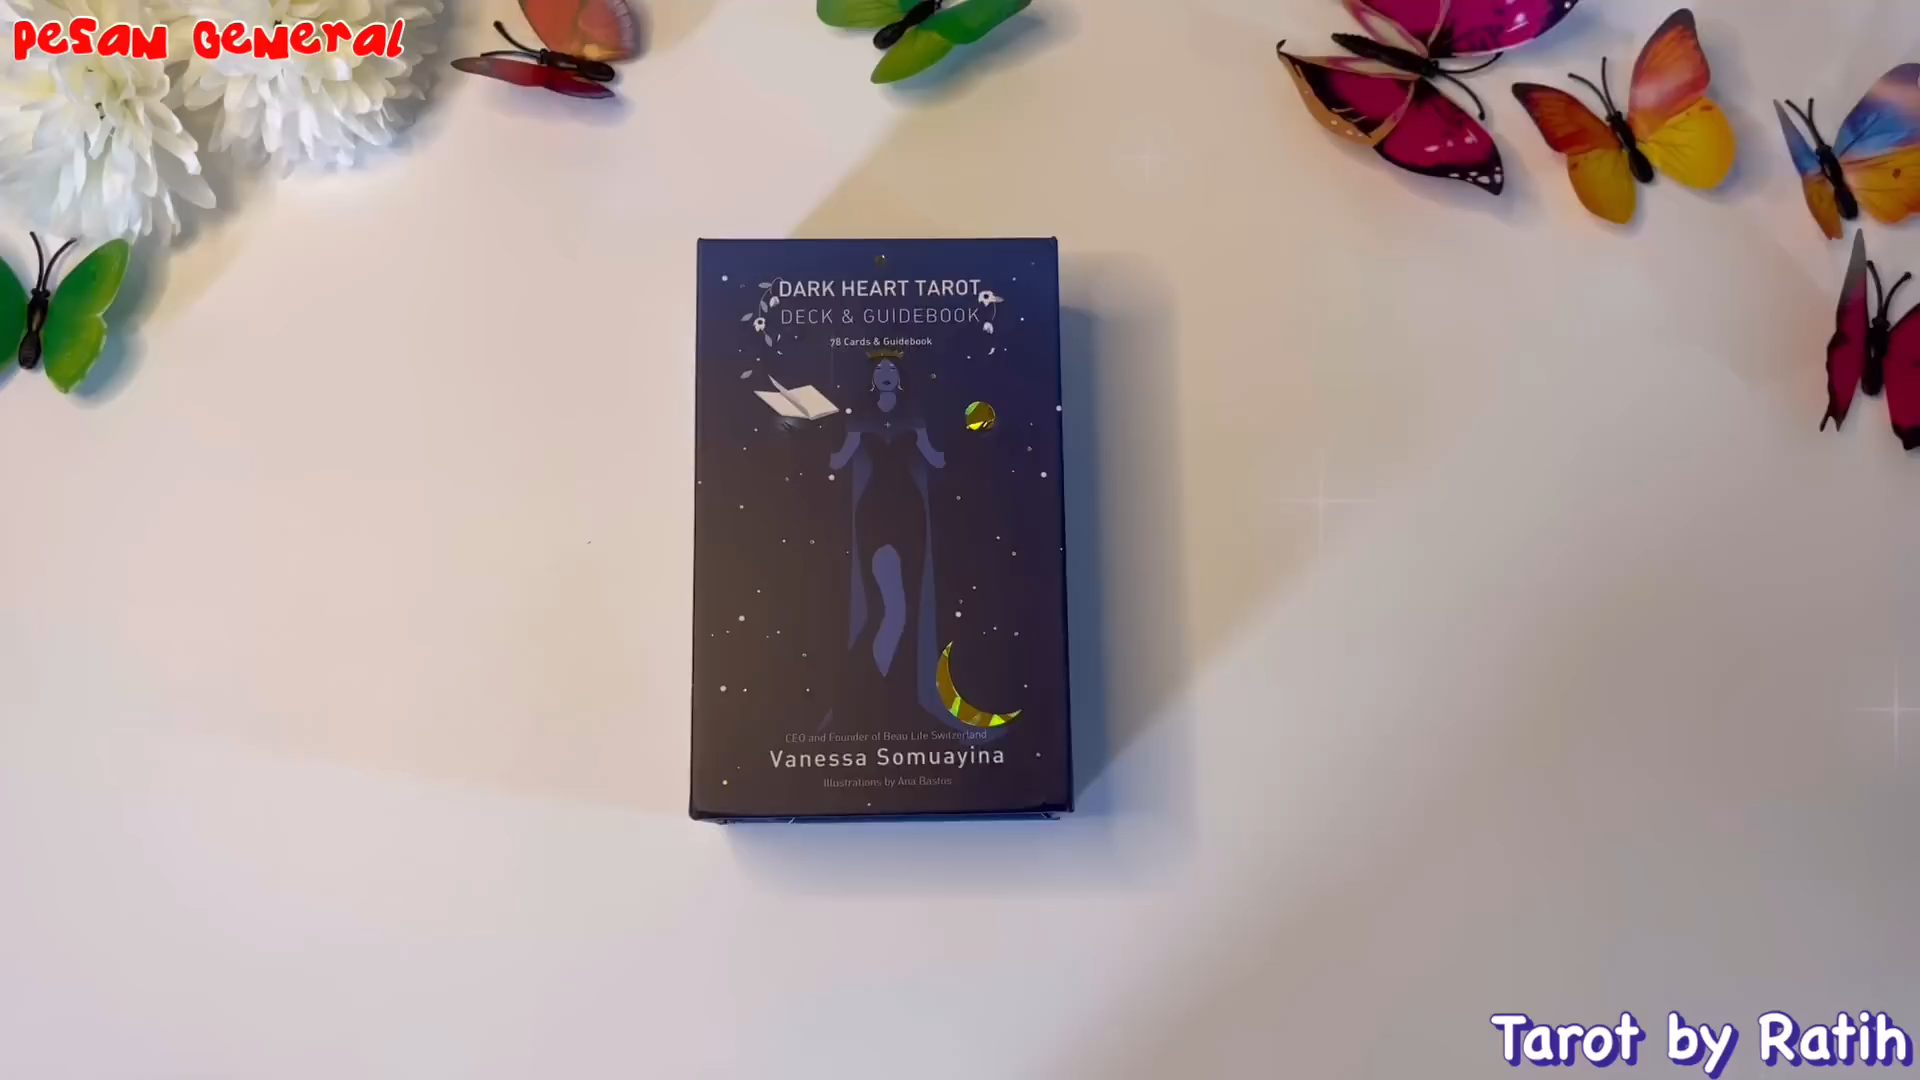 Pesan General
DARK HEART TAROT
DECK & GUIDEBOOK
78 Cards & Guidebook
CEO and Founder of Beau Life Switzerland
Vanessa Somuayina
Illustrations by Ana Bastos
Tarot by Ratih